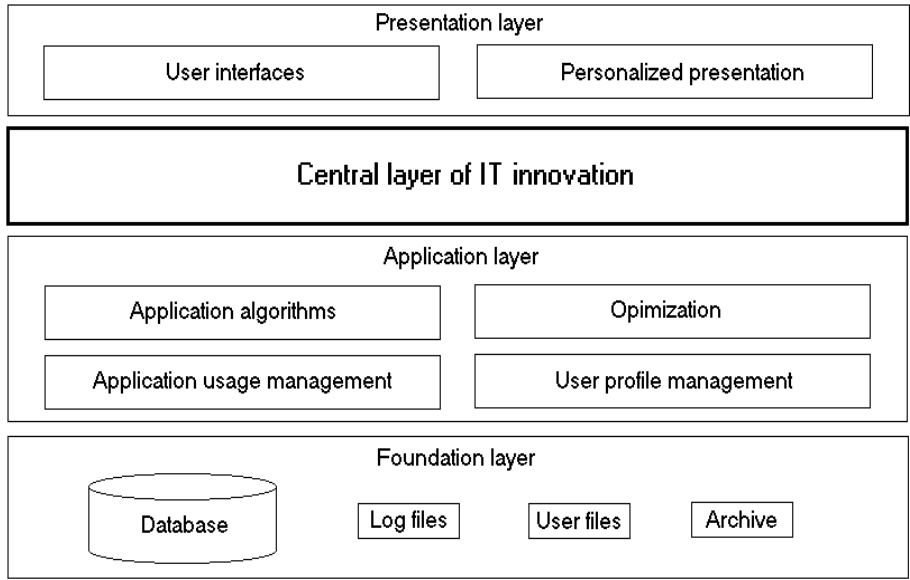 Presentation layer
User interfaces
Personalized presentation
Central layer of IT innovation
Application layer
Application algorithms
Opimization
Application usage management
User profile management
Foundation layer
Database
Log files
User files
Archive